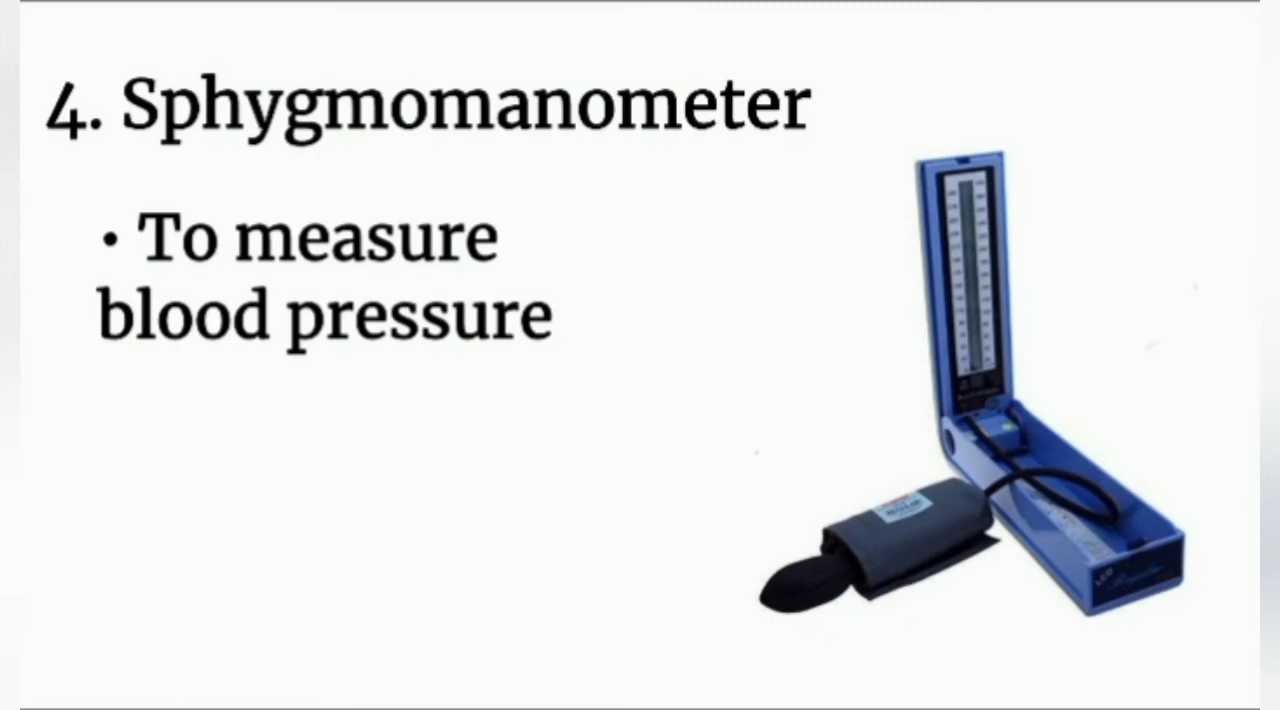 4. Sphygmomanometer
• To measure
blood pressure